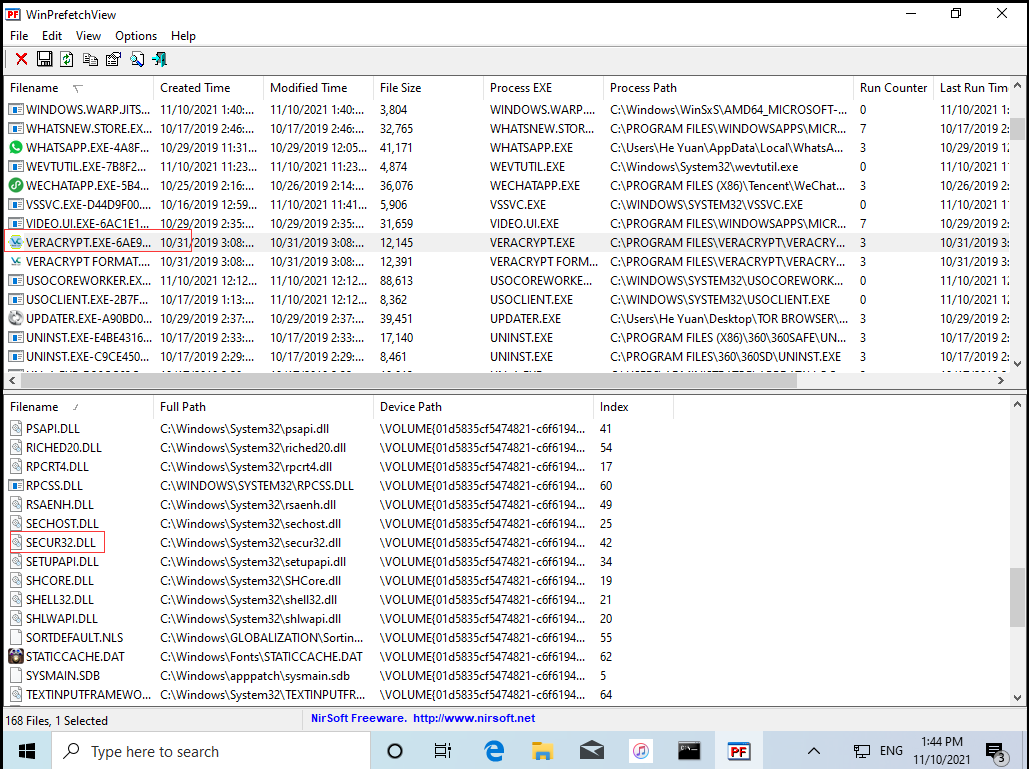 WinPrefetchView
File Edit View Options Help
Filename Created Time Modified Time File Size Process EXE Process Path Run Counter Last Run Tim
WINDOWS.WARP.JITS... 11/10/2021 1:40:... 11/10/2021 1:40:... 3,804 WINDOWS.WARP.... C:\Windows\WinSxS\AMD64_MICROSOFT-... 0 11/10/2021 1:
WHATSNEW.STORE.EX... 10/17/2019 2:46:... 10/17/2019 2:46:... 32,765 WHATSNEW.STOR... C:\PROGRAM FILES\WINDOWSAPPS\MICR... 7 10/17/2019 2:
WHATSAPP.EXE-4A8F... 10/29/2019 11:31... 10/29/2019 12:05... 41,171 WHATSAPP.EXE C:\Users\He Yuan\AppData\Local\WhatsA... 3 10/29/2019 12
WEVTUTIL.EXE-7B8F2... 11/10/2021 11:23... 11/10/2021 11:23... 4,874 WEVTUTIL.EXE C:\Windows\System32\wevtutil.exe 0 11/10/2021 11
WECHATAPP.EXE-5B4... 10/25/2019 2:16:... 10/26/2019 2:14:... 36,076 WECHATAPP.EXE C:\PROGRAM FILES (X86)\Tencent\WeChat... 3 10/26/2019 2:
VSSVC.EXE-D44D9F00.... 10/16/2019 12:59... 11/10/2021 11:41... 5,906 VSSVC.EXE C:\WINDOWS\SYSTEM32\VSSVC.EXE 0 11/10/2021 11
VIDEO.UI.EXE-6AC1E1... 10/29/2019 2:35:... 10/29/2019 2:35:... 31,659 VIDEO.UI.EXE C:\PROGRAM FILES\WINDOWSAPPS\MICR... 7 10/29/2019 2:
VERACRYPT.EXE-6AE9... 10/31/2019 3:08:... 10/31/2019 3:08:... 12,145 VERACRYPT.EXE C:\PROGRAM FILES\VERACRYPT\VERACRY... 3 10/31/2019 3:
VERACRYPT FORMAT.... 10/31/2019 3:08:... 10/31/2019 3:08:... 12,391 VERACRYPT FORM... C:\PROGRAM FILES\VERACRYPT\VERACRY... 3 10/31/2019 3:
USOCOREWORKER.EX... 11/10/2021 12:12... 11/10/2021 12:12... 88,613 USOCOREWORKE... C:\WINDOWS\SYSTEM32\USOCOREWORK... 0 11/10/2021 12
USOCLIENT.EXE-2B7F... 10/17/2019 1:13:... 11/10/2021 12:12... 8,362 USOCLIENT.EXE C:\WINDOWS\SYSTEM32\USOCLIENT.EXE 0 11/10/2021 12
UPDATER.EXE-A90BD0... 10/29/2019 2:37:... 10/29/2019 2:37:... 39,451 UPDATER.EXE C:\Users\He Yuan\Desktop\TOR BROWSER\... 3 10/29/2019 2:
UNINST.EXE-E4BE4316... 10/17/2019 2:33:... 10/17/2019 2:33:... 17,140 UNINST.EXE C:\PROGRAM FILES (X86)\360\360SAFE\UN... 3 10/17/2019 2:
UNINST.EXE-C9CE450... 10/17/2019 2:29:... 10/17/2019 2:29:... 8,461 UNINST.EXE C:\PROGRAM FILES\360\360SD\UNINST.EXE 3 10/17/2019 2:
Filename Full Path Device Path Index
PSAPI.DLL C:\Windows\System32\psapi.dll \VOLUME{01d5835cf5474821-c6f6194... 41
RICHED20.DLL C:\Windows\System32\riched20.dll \VOLUME{01d5835cf5474821-c6f6194... 54
RPCRT4.DLL C:\Windows\System32\rpcrt4.dll \VOLUME{01d5835cf5474821-c6f6194... 17
RPCSS.DLL C:\WINDOWS\SYSTEM32\RPCSS.DLL \VOLUME{01d5835cf5474821-c6f6194... 60
RSAENH.DLL C:\Windows\System32\rsaenh.dll \VOLUME{01d5835cf5474821-c6f6194... 49
SECHOST.DLL C:\Windows\System32\sechost.dll \VOLUME{01d5835cf5474821-c6f6194... 25
SECUR32.DLL C:\Windows\System32\secur32.dll \VOLUME{01d5835cf5474821-c6f6194... 42
SETUPAPI.DLL C:\Windows\System32\setupapi.dll \VOLUME{01d5835cf5474821-c6f6194... 34
SHCORE.DLL C:\Windows\System32\SHCore.dll \VOLUME{01d5835cf5474821-c6f6194... 19
SHELL32.DLL C:\Windows\System32\shell32.dll \VOLUME{01d5835cf5474821-c6f6194... 21
SHLWAPI.DLL C:\Windows\System32\shlwapi.dll \VOLUME{01d5835cf5474821-c6f6194... 20
SORTDEFAULT.NLS C:\Windows\GLOBALIZATION\Sortin... \VOLUME{01d5835cf5474821-c6f6194... 55
STATICCACHE.DAT C:\Windows\Fonts\STATICCACHE.DAT \VOLUME{01d5835cf5474821-c6f6194... 62
SYSMAIN.SDB C:\Windows\apppatch\sysmain.sdb \VOLUME{01d5835cf5474821-c6f6194... 5
TEXTINPUTFRAMEWO... C:\Windows\System32\TEXTINPUTFR... \VOLUME{01d5835cf5474821-c6f6194... 64
168 Files, 1 Selected NirSoft Freeware. http://www.nirsoft.net
Type here to search ENG 1:44 PM
11/10/2021 3